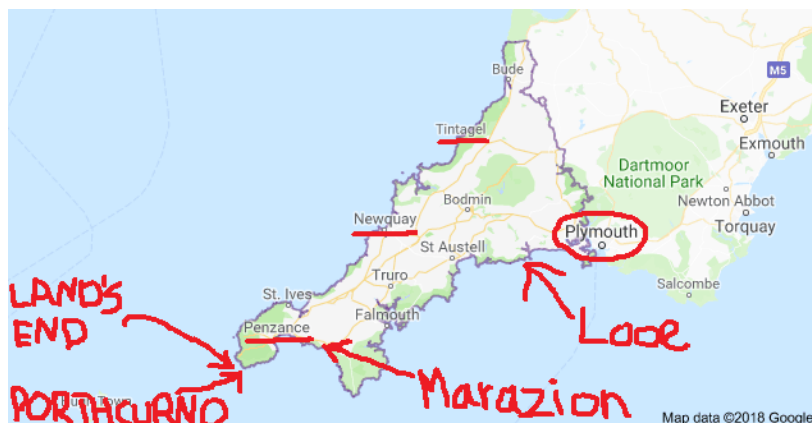 Bude
M5
Exeter
Tintagel
Exmouth
Dartmoor
National Park
Bodmin
Newton Abbot
Newquay
Plymouth
Torquay
St Austell
Truro
Salcombe
LAND'S
END
St. Ives
Falmouth
Looe
Penzance
Marazion
PORTHCURNO
Map data ©2018 Google